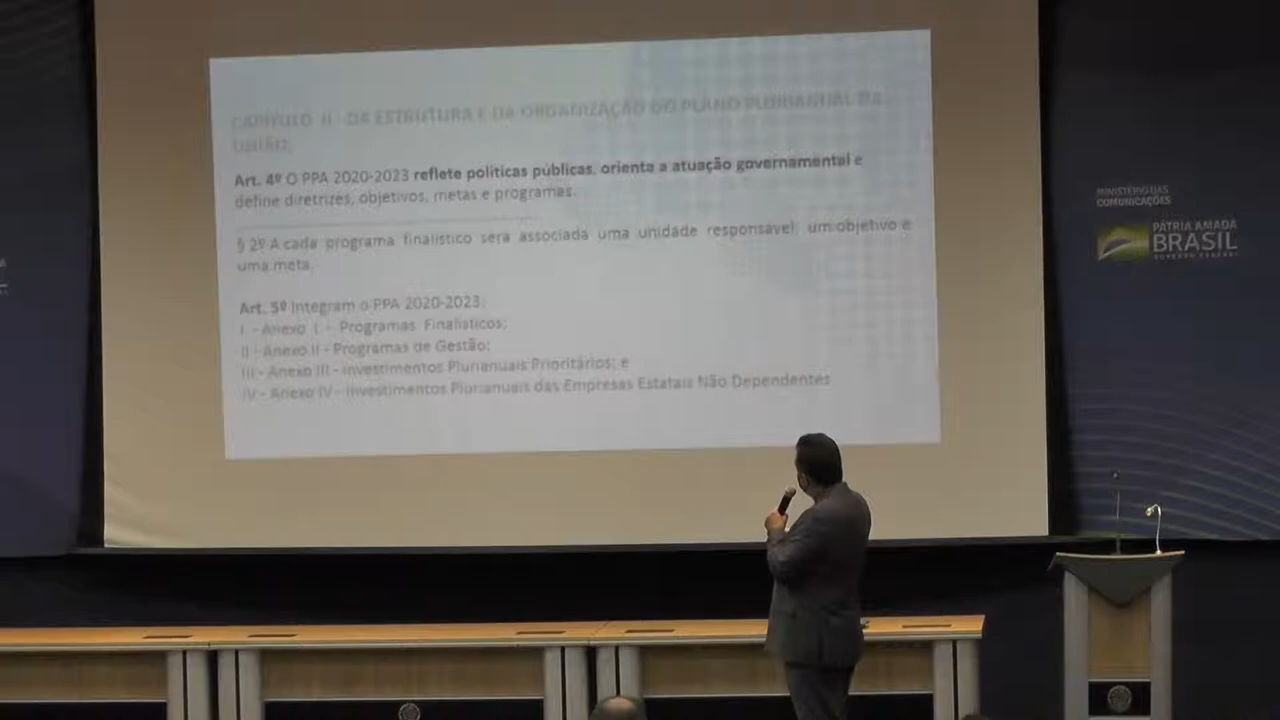 CAPÍTULO II - DA ESTRUTURA E DA ORGANIZAÇÃO DO PLANO PLURIANUAL DA
UNIÃO
Art. 4º O PPA 2020-2023 reflete políticas públicas, orienta a atuação governamental e
define diretrizes, objetivos, metas e programas.
§ 2º A cada programa finalístico será associada uma unidade responsável, um objetivo e
uma meta.
Art. 5º Integram o PPA 2020-2023:
I - Anexo I - Programas Finalísticos;
II - Anexo II - Programas de Gestão;
III - Anexo III - Investimentos Plurianuais Prioritários; e
IV - Anexo IV - Investimentos Plurianuais das Empresas Estatais Não Dependentes
MINISTÉRIO DAS
COMUNICAÇÕES
PÁTRIA AMADA
BRASIL
GOVERNO FEDERAL